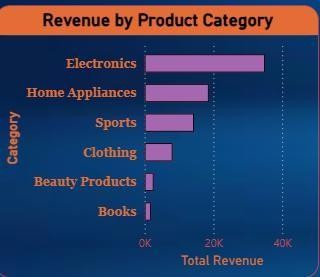 Revenue by Product Category
Electronics
Home Appliances
Sports
Clothing
Beauty Products
Books
Category
0K 20K 40K
Total Revenue